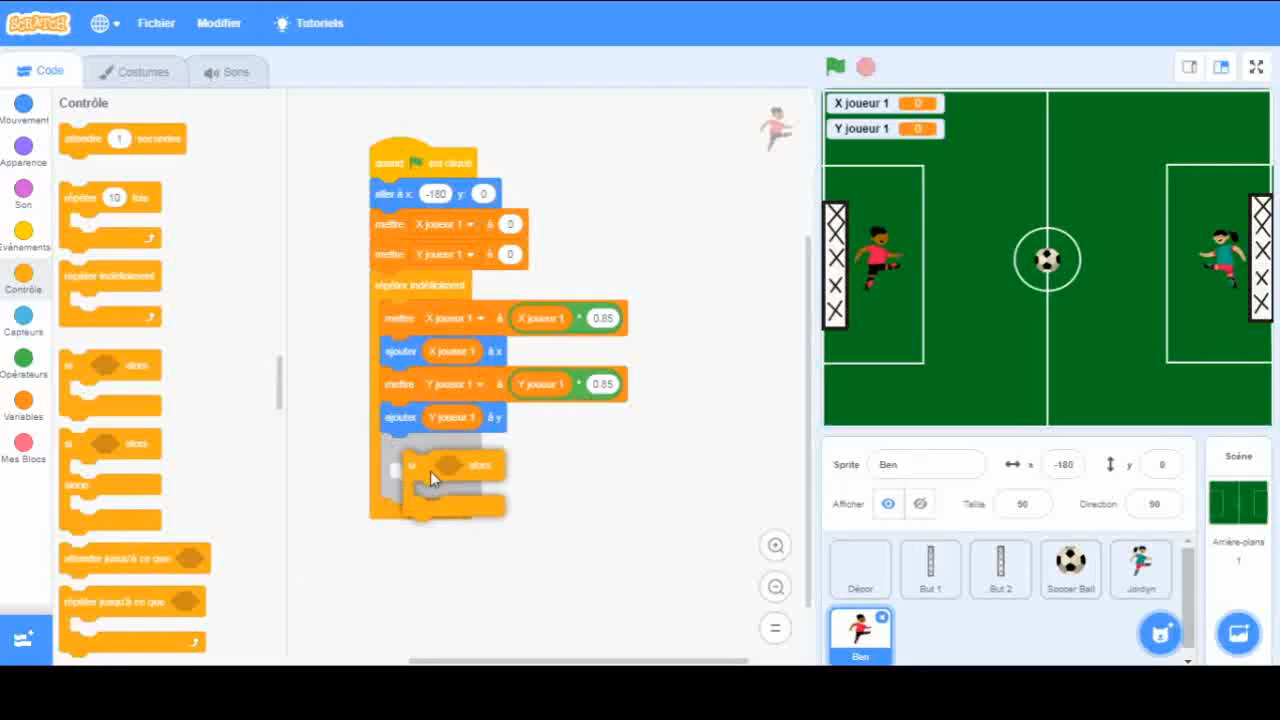 SCRATCH
Fichier
Modifier
Tutoriels
Code
Costumes
Sons
Mouvement
Apparence
Son
Evénements
Contrôle
Capteurs
Opérateurs
Variables
Mes Blocs
Contrôle
attendre 1 secondes
répéter 10 fois
répéter indéfiniment
si alors
si alors
sinon
attendre jusqu'à ce que
répéter jusqu'à ce que
quand est cliqué
aller à x: -180 y: 0
mettre X joueur 1 à 0
mettre Y joueur 1 à 0
répéter indéfiniment
mettre X joueur 1 à X joueur 1 * 0.85
ajouter X joueur 1 à x
mettre Y joueur 1 à Y joueur 1 * 0.85
ajouter Y joueur 1 à y
si alors
X joueur 1 0
Y joueur 1 0
Sprite Ben x -180 y 0
Afficher Taille 50 Direction 90
Décor
But 1
But 2
Soccer Ball
Jordyn
Ben
Scène
Arrière-plans
1